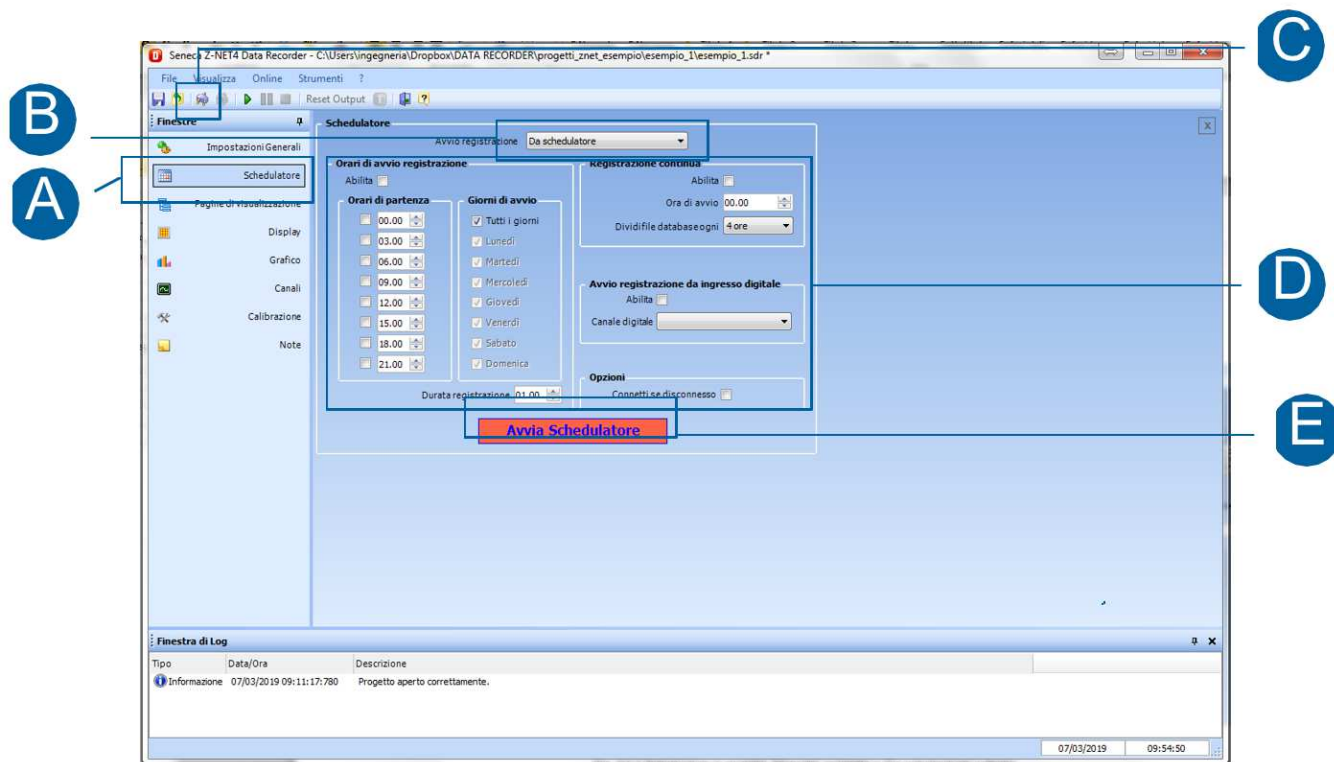 C
Seneca Z-NET4 Data Recorder - C:\Users\ingegneria\Dropbox\DATA RECORDER\progetti_znet_esempio\esempio_1\esempio_1.sdr *
File Visualizza Online Strumenti ?
Reset Output
B
Finestre
Impostazioni Generali
A
Schedulatore
Pagine di visualizzazione
Display
Grafico
Canali
Calibrazione
Note
Schedulatore
Avvio registrazione Da schedulatore
Orari di avvio registrazione
Abilita
Orari di partenza
00.00
03.00
06.00
09.00
12.00
15.00
18.00
21.00
Giorni di avvio
Tutti i giorni
Lunedì
Martedì
Mercoledì
Giovedì
Venerdì
Sabato
Domenica
Durata registrazione 01.00
Registrazione continua
Abilita
Ora di avvio 00.00
Dividi file database ogni 4 ore
Avvio registrazione da ingresso digitale
Abilita
Canale digitale
Opzioni
Connetti se disconnesso
D
Avvia Schedulatore
E
Finestra di Log
Tipo Data/Ora Descrizione
Informazione 07/03/2019 09:11:17:780 Progetto aperto correttamente.
07/03/2019 09:54:50